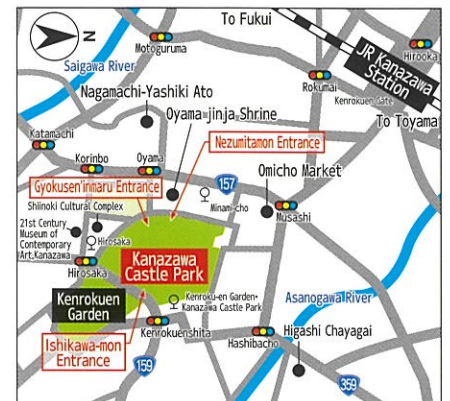 To Fukui
N
Motoguruma
Saigawa River
Hirooka
JR Kanazawa
Station
Rokumai
Kenrokuen Gate
Nagamachi-Yashiki Ato
Oyama-jinja Shrine
To Toyama
Katamachi
Nezumitamon Entrance
Korinbo
Oyama
Omicho Market
Gyokusen'inmaru Entrance
157
Minami-cho
Musashi
Shiinoki Cultural Complex
21st Century
Museum of
Contemporary
Art,Kanazawa
Hirosaka
Hirosaka
Kanazawa
Castle Park
Kenrokuen
Garden
Kenroku-en Garden・
Kanazawa Castle Park
Asanogawa River
Kenrokuenshita
Hashibacho
Higashi Chayagai
Ishikawa-mon
Entrance
159
359